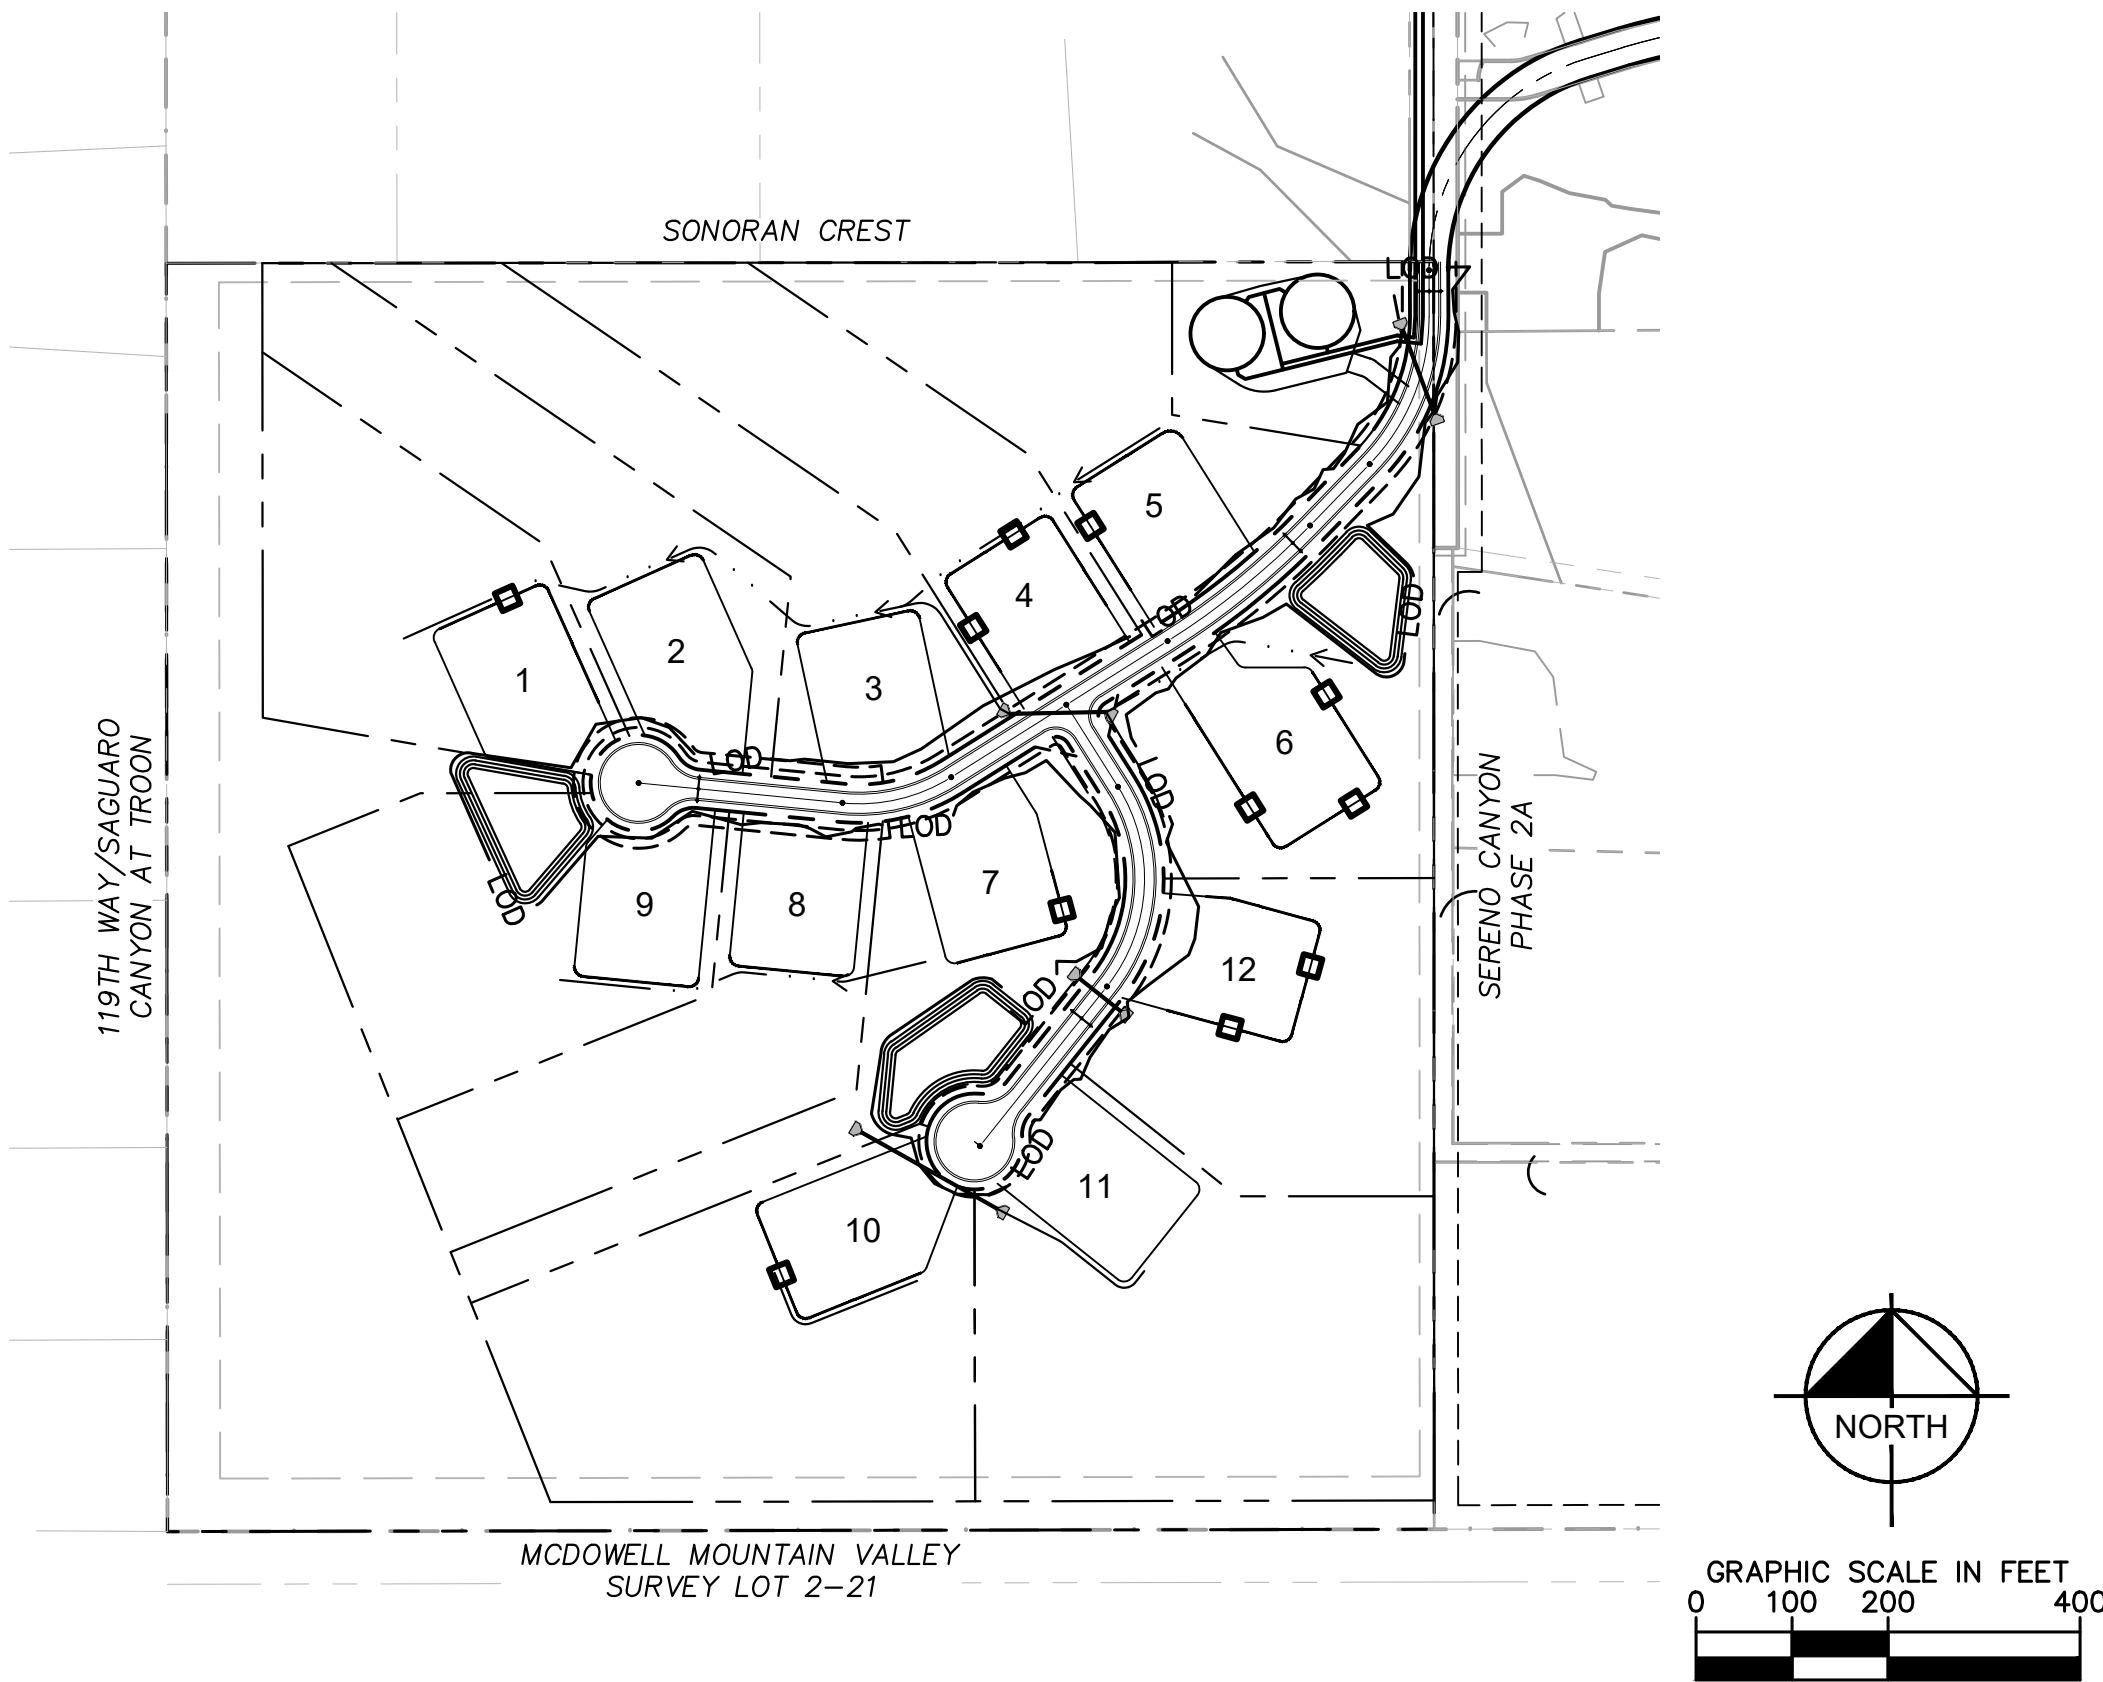 SONORAN CREST
LOD
5
4
LOD
LOD
2
1
3
6
LOD
LOD
LOD
119TH WAY/SAGUARO
CANYON AT TROON
SERENO CANYON
PHASE 2A
7
9
8
LOD
12
LOD
LOD
11
10
NORTH
MCDOWELL MOUNTAIN VALLEY
SURVEY LOT 2-21
GRAPHIC SCALE IN FEET
0 100 200 400